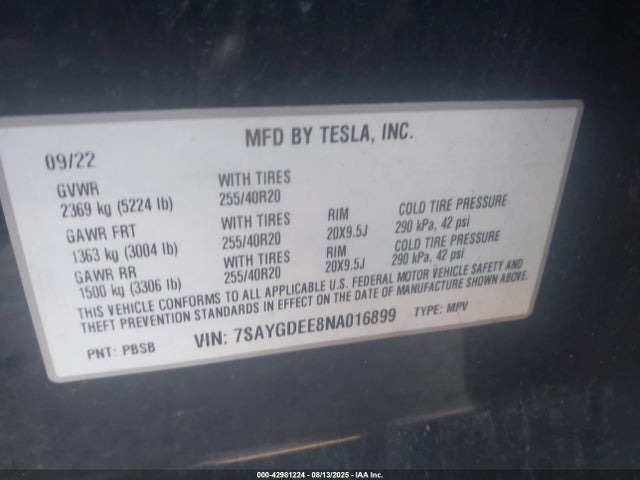 MFD BY TESLA, INC.
09/22
GVWR WITH TIRES
2369 kg (5224 lb) 255/40R20
GAWR FRT WITH TIRES RIM COLD TIRE PRESSURE
1363 kg (3004 lb) 255/40R20 20X9.5J 290 kPa, 42 psi
GAWR RR WITH TIRES RIM COLD TIRE PRESSURE
1500 kg (3306 lb) 255/40R20 20X9.5J 290 kPa, 42 psi
THIS VEHICLE CONFORMS TO ALL APPLICABLE U.S. FEDERAL MOTOR VEHICLE SAFETY AND
THEFT PREVENTION STANDARDS IN EFFECT ON THE DATE OF MANUFACTURE SHOWN ABOVE.
PNT: PBSB VIN: 7SAYGDEE8NA016899 TYPE: MPV
000-42981224 - 08/13/2025 - IAA Inc.